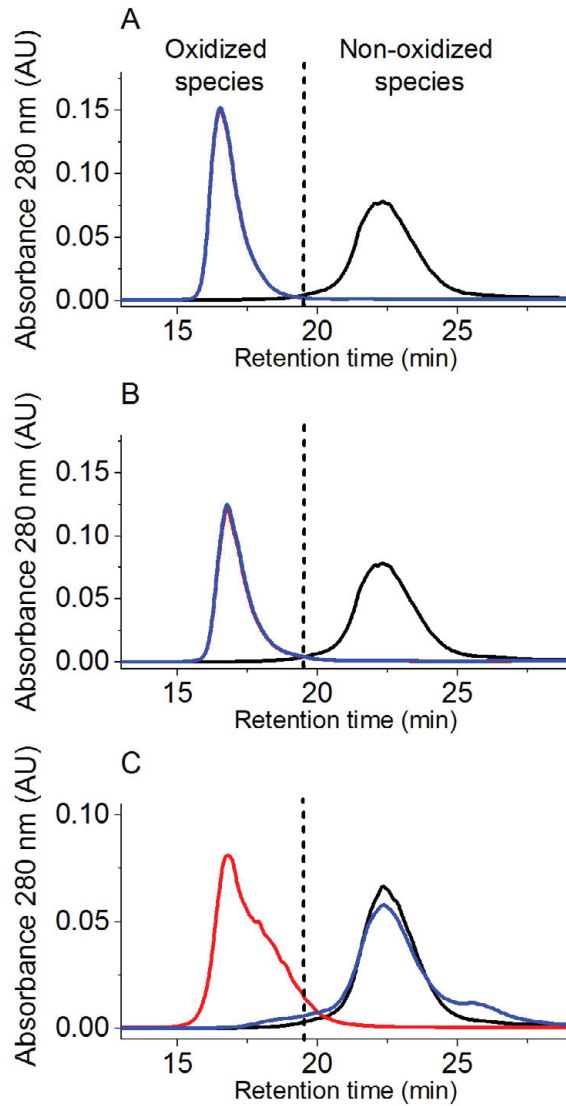 A
Oxidized species
Non-oxidized species
Absorbance 280 nm (AU)
0.15
0.10
0.05
0.00
15
20
25
Retention time (min)
B
Absorbance 280 nm (AU)
0.15
0.10
0.05
0.00
15
20
25
Retention time (min)
C
Absorbance 280 nm (AU)
0.10
0.05
0.00
15
20
25
Retention time (min)